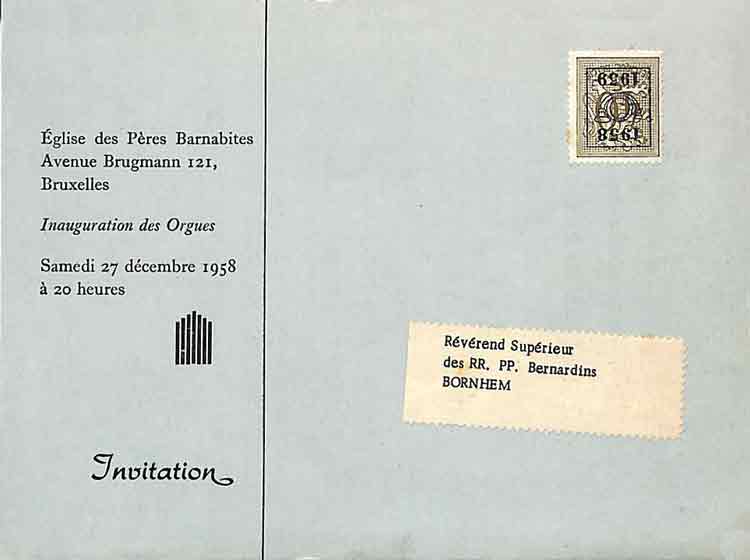 Église des Pères Barnabites
Avenue Brugmann 121,
Bruxelles
Inauguration des Orgues
Samedi 27 décembre 1958
à 20 heures
Invitation
1958
1959
Révérend Supérieur
des RR. PP. Bernardins
BORNHEM